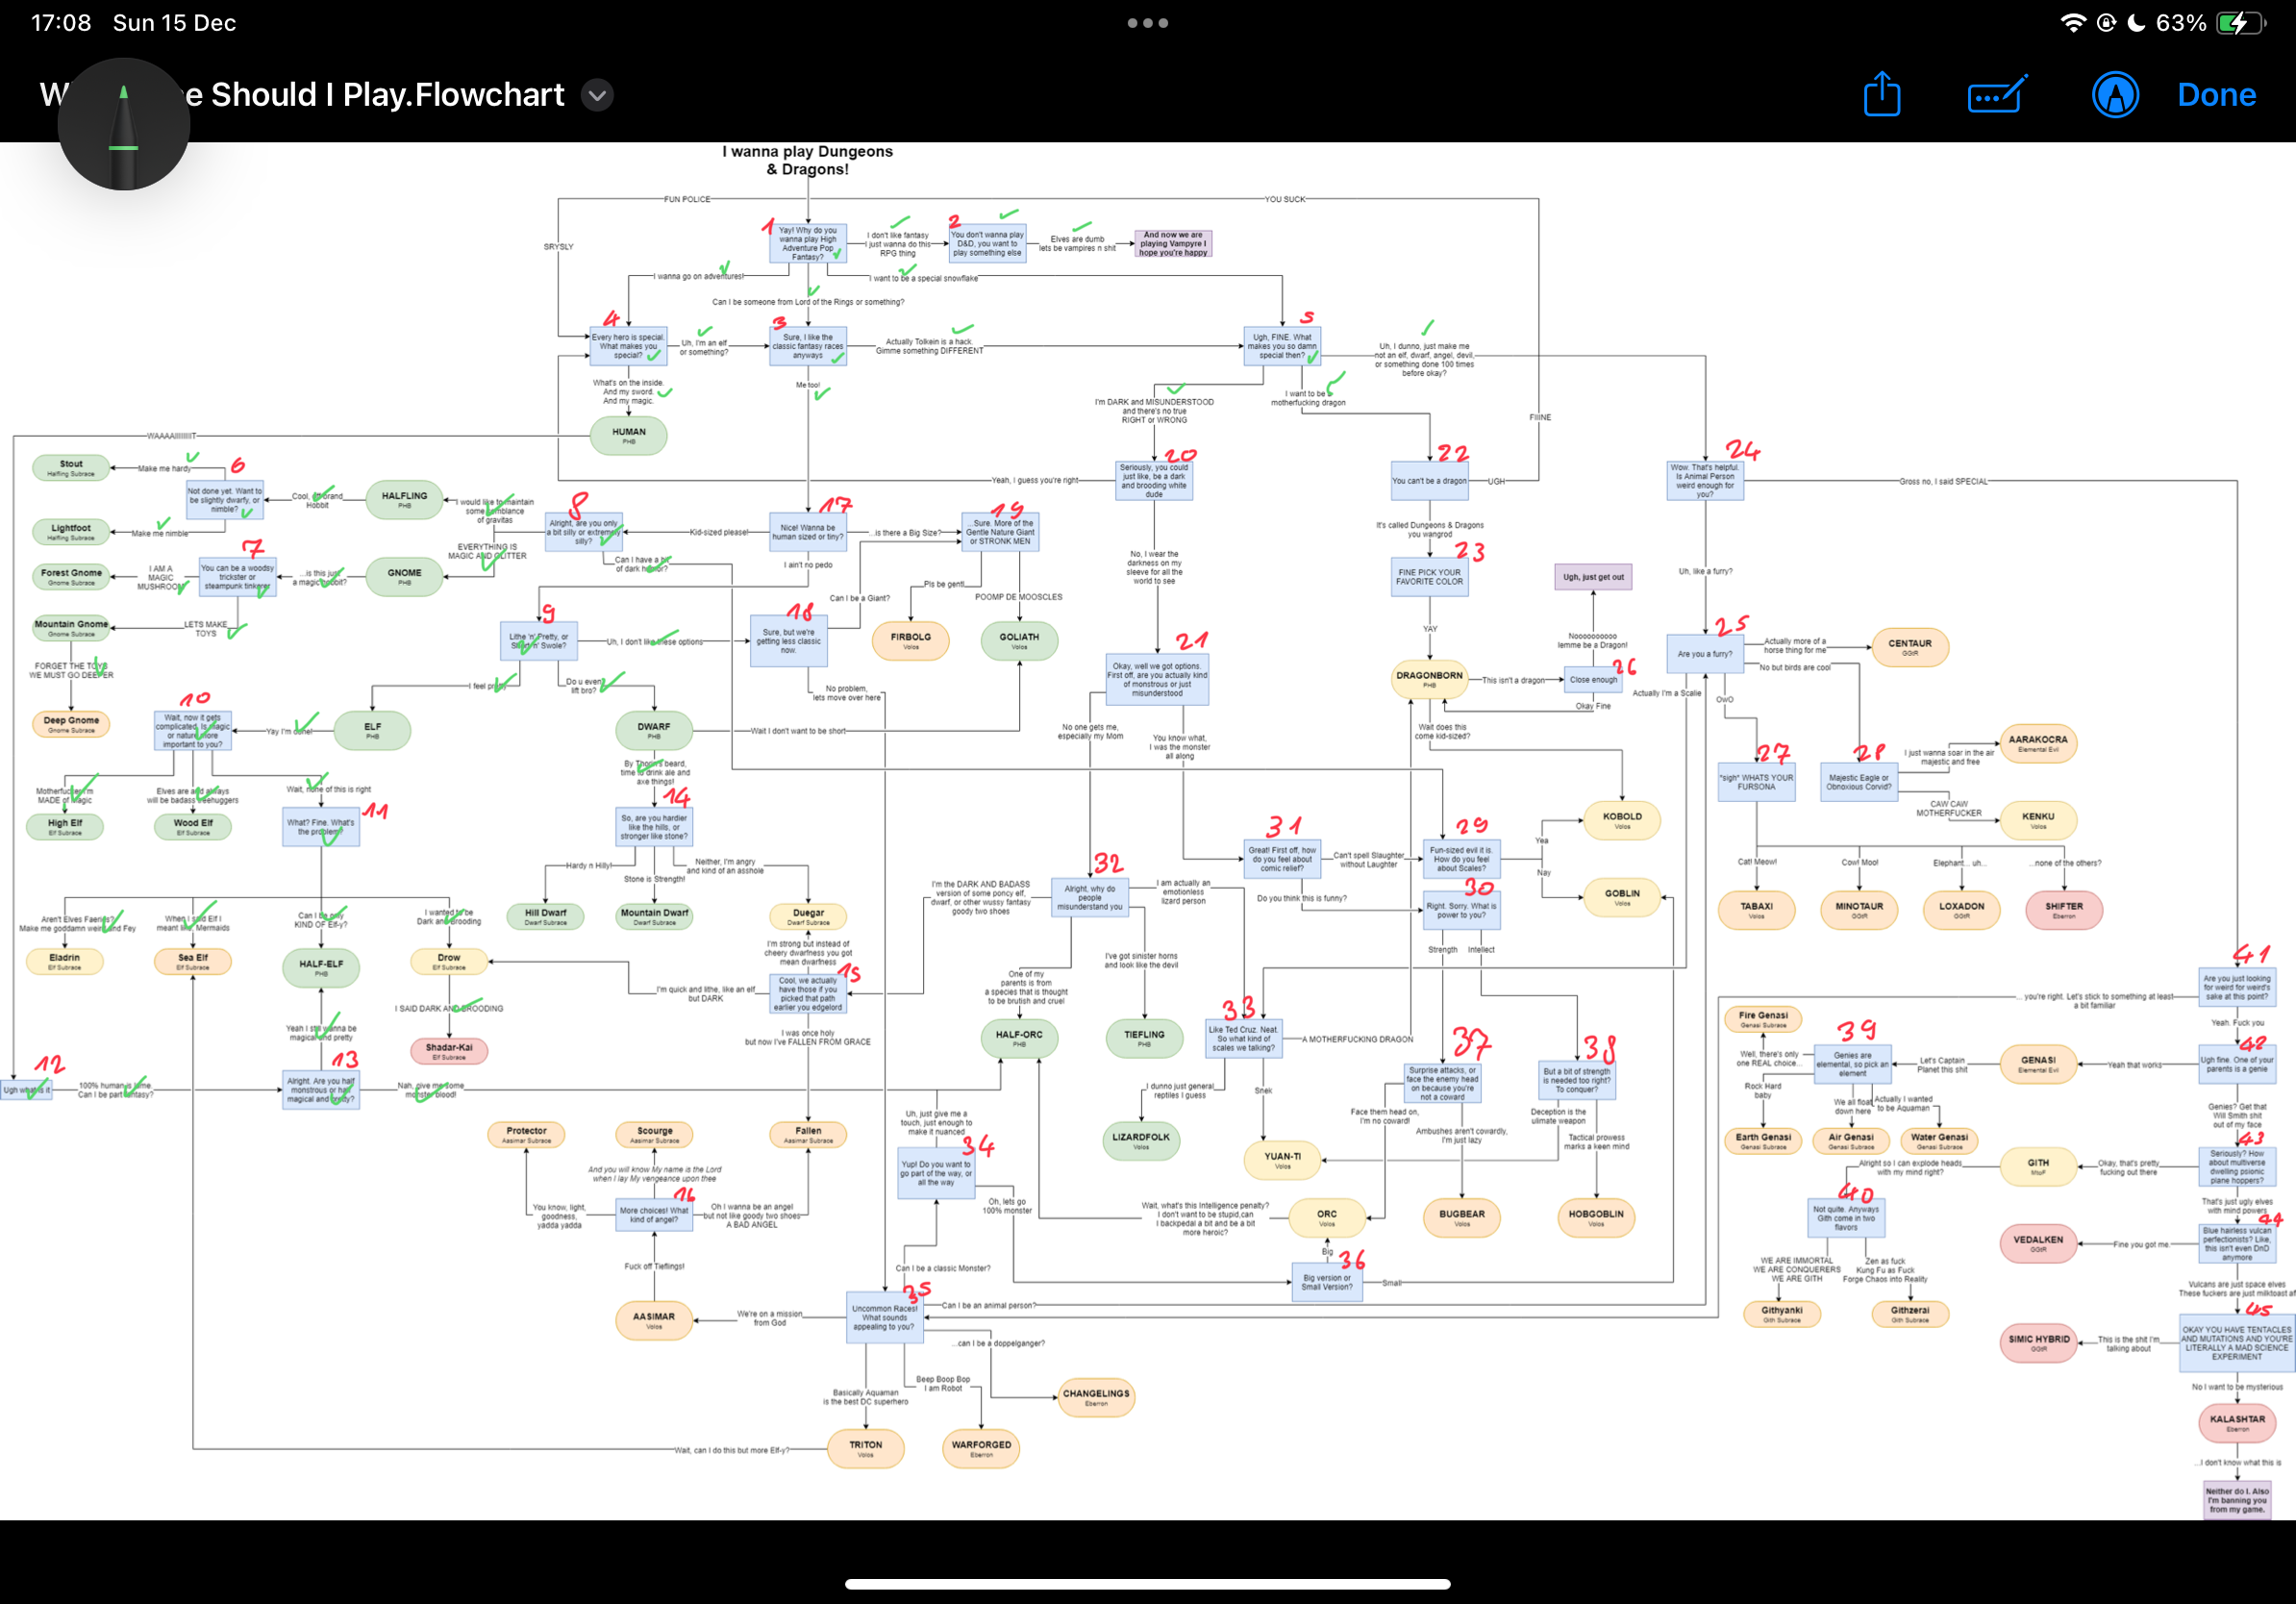 17:08 Sun 15 Dec
63%
e Should I Play.Flowchart
Done
I wanna play Dungeons
& Dragons!
FUN POLICE
YOU SUCK
SRYSLY
1
Yay! Why do you
wanna play High
Adventure Pop
Fantasy?
I don't like fantasy
I just wanna do this
RPG thing
2
You don't wanna play
D&D, you want to
play something else
Elves are dumb
lets be vampires n shit
And now we are
playing Vampyre I
hope you're happy
I wanna go on adventures!
I want to be a special snowflake
Can I be someone from Lord of the Rings or something?
4
Every hero is special.
What makes you
special?
Uh, I'm an elf
or something?
3
Sure, I like the
classic fantasy races
anyways
Actually Tolkein is a hack.
Gimme something DIFFERENT
5
Ugh, FINE. What
makes you so damn
special then?
Uh, I dunno, just make me
not an elf, dwarf, angel, devil,
or something done 100 times
before okay?
What's on the inside.
And my sword.
And my magic.
Me too!
I'm DARK and MISUNDERSTOOD
and there's no true
RIGHT or WRONG
I want to be a
motherfucking dragon
FIIINE
HUMAN
PHB
WAAAAIIIIIIIT
Stout
Halfling Subrace
Make me hardy
6
Not done yet. Want to
be slightly dwarfy, or
nimble?
Cool, brand
Hobbit
HALFLING
PHB
I would like to maintain
some semblance
of gravitas
8
Alright, are you only
a bit silly or extremely
silly?
Kid-sized please!
17
Nice! Wanna be
human sized or tiny?
...is there a Big Size?
19
...Sure. More of the
Gentle Nature Giant
or STRONK MEN
Yeah, I guess you're right
20
Seriously, you could
just like, be a dark
and brooding white
dude
22
You can't be a dragon
UGH
24
Wow. That's helpful.
Is Animal Person
weird enough for
you?
Gross no, I said SPECIAL
Lightfoot
Halfling Subrace
Make me nimble
EVERYTHING IS
MAGIC AND GLITTER
Can I have a bit
of dark humor?
I ain't no pedo
It's called Dungeons & Dragons
you wangrod
No, I wear the
darkness on my
sleeve for all the
world to see
Uh, like a furry?
7
Forest Gnome
Gnome Subrace
I AM A
MAGIC
MUSHROOM
You can be a woodsy
trickster or
steampunk tinkerer
...is this just
a magic hobbit?
GNOME
PHB
23
FINE PICK YOUR
FAVORITE COLOR
Ugh, just get out
Pls be gentl
POOMP DE MOOSCLES
Can I be a Giant?
Mountain Gnome
Gnome Subrace
LETS MAKE
TOYS
9
Lithe 'n' Pretty, or
Short 'n' Swole?
Uh, I don't like these options
18
Sure, but we're
getting less classic
now.
FIRBOLG
Volos
GOLIATH
Volos
YAY
Nooooooooo
lemme be a Dragon!
21
Okay, well we got options.
First off, are you actually kind
of monstrous or just
misunderstood
25
Are you a furry?
Actually more of a
horse thing for me
CENTAUR
GGtR
No but birds are cool
FORGET THE TOYS
WE MUST GO DEEPER
I feel pretty
Do u even
lift bro?
No problem,
lets move over here
DRAGONBORN
PHB
This isn't a dragon
26
Close enough
Okay Fine
Actually I'm a Scalie
OwO
Deep Gnome
Gnome Subrace
10
Wait, now it gets
complicated. Is magic
or nature more
important to you?
Yay I'm done!
ELF
PHB
DWARF
PHB
Wait I don't want to be short
No one gets me,
especially my Mom
You know what,
I was the monster
all along
Wait does this
come kid-sized?
I just wanna soar in the air
majestic and free
AARAKOCRA
Elemental Evil
By Thorin's beard,
time to drink ale and
axe things!
27
*sigh* WHATS YOUR
FURSONA
28
Majestic Eagle or
Obnoxious Corvid?
Motherfucker I'm
MADE of Magic
Elves are and always
will be badass treehuggers
Wait, none of this is right
CAW CAW
MOTHERFUCKER
KENKU
Volos
High Elf
Elf Subrace
Wood Elf
Elf Subrace
11
What? Fine. What's
the problem?
14
So, are you hardier
like the hills, or
stronger like stone?
KOBOLD
Volos
31
Great! First off, how
do you feel about
comic relief?
Can't spell Slaughter
without Laughter
29
Fun-sized evil it is.
How do you feel
about Scales?
Yea
Nay
Hardy n Hilly!
Stone is Strength!
Neither, I'm angry
and kind of an asshole
Cat! Meow!
Cow! Moo!
Elephant... uh...
...none of the others?
32
Alright, why do
people
misunderstand you
I'm the DARK AND BADASS
version of some poncy elf,
dwarf, or other wussy fantasy
goody two shoes
I am actually an
emotionless
lizard person
Do you think this is funny?
30
Right. Sorry. What is
power to you?
GOBLIN
Volos
Aren't Elves Faeries?
Make me goddamn weird and Fey
When I said Elf I
meant like Mermaids
Can I be only
KIND OF Elf-y?
I wanted to be
Dark and Brooding
Hill Dwarf
Dwarf Subrace
Mountain Dwarf
Dwarf Subrace
Duegar
Dwarf Subrace
TABAXI
Volos
MINOTAUR
GGtR
LOXADON
GGtR
SHIFTER
Eberron
Strength
Intellect
I'm strong but instead of
cheery dwarfness you got
mean dwarfness
I've got sinister horns
and look like the devil
Eladrin
Elf Subrace
Sea Elf
Elf Subrace
HALF-ELF
PHB
Drow
Elf Subrace
One of my
parents is from
a species that is thought
to be brutish and cruel
15
Cool, we actually
have those if you
picked that path
earlier you edgelord
I'm quick and lithe, like an elf
but DARK
41
Are you just looking
for weird for weird's
sake at this point?
... you're right. Let's stick to something at least
a bit familiar
I SAID DARK AND BROODING
Yeah I still wanna be
magical and pretty
I was once holy
but now I've FALLEN FROM GRACE
HALF-ORC
PHB
TIEFLING
PHB
33
Like Ted Cruz. Neat.
So what kind of
scales we talking?
A MOTHERFUCKING DRAGON
Fire Genasi
Genasi Subrace
Yeah. Fuck you
Shadar-Kai
Elf Subrace
37
Surprise attacks, or
face the enemy head
on because you're
not a coward
38
But a bit of strength
is needed too right?
To conquer?
Well, there's only
one REAL choice...
39
Genies are
elemental, so pick an
element
Let's Captain
Planet this shit
GENASI
Elemental Evil
Yeah that works
42
Ugh fine. One of your
parents is a genie
12
Ugh what is it
100% human is lame.
Can I be part fantasy?
13
Alright. Are you half
monstrous or half
magical and pretty?
Nah, give me some
monster blood!
I dunno just general
reptiles I guess
Snek
Rock Hard
baby
We all float
down here
Actually I wanted
to be Aquaman
Genies? Get that
Will Smith shit
out of my face
Uh, just give me a
touch, just enough to
make it nuanced
Face them head on,
I'm no coward!
Ambushes aren't cowardly,
I'm just lazy
Deception is the
ulimate weapon
Tactical prowess
marks a keen mind
Protector
Aasimar Subrace
Scourge
Aasimar Subrace
Fallen
Aasimar Subrace
LIZARDFOLK
Volos
YUAN-TI
Volos
Earth Genasi
Genasi Subrace
Air Genasi
Genasi Subrace
Water Genasi
Genasi Subrace
34
Yup! Do you want to
go part of the way, or
all the way
43
Seriously? How
about multiverse
dwelling psionic
plane hoppers?
Okay, that's pretty
fucking out there
GITH
MtoF
Alright so I can explode heads
with my mind right?
And you will know My name is the Lord
when I lay My vengeance upon thee
You know, light,
goodness,
yadda yadda
16
More choices! What
kind of angel?
Oh I wanna be an angel
but not like goody two shoes
A BAD ANGEL
Oh, lets go
100% monster
Wait, what's this Intelligence penalty?
I don't want to be stupid,can
I backpedal a bit and be a bit
more heroic?
ORC
Volos
BUGBEAR
Volos
HOBGOBLIN
Volos
40
Not quite. Anyways
Gith come in two
flavors
That's just ugly elves
with mind powers
44
Blue hairless vulcan
perfectionists? Like,
this isn't even DnD
anymore
Fine you got me.
VEDALKEN
GGtR
Fuck off Tieflings!
Can I be a classic Monster?
Big
36
Big version or
Small Version?
Small
WE ARE IMMORTAL
WE ARE CONQUERERS
WE ARE GITH
Zen as fuck
Kung Fu as Fuck
Forge Chaos into Reality
Vulcans are just space elves
These fuckers are just milktoast af
35
Uncommon Races!
What sounds
appealing to you?
Can I be an animal person?
We're on a mission
from God
AASIMAR
Volos
Githyanki
Gith Subrace
Githzerai
Gith Subrace
45
OKAY YOU HAVE TENTACLES
AND MUTATIONS AND YOU'RE
LITERALLY A MAD SCIENCE
EXPERIMENT
This is the shit I'm
talking about
SIMIC HYBRID
GGtR
...can I be a doppelganger?
Basically Aquaman
is the best DC superhero
Beep Boop Bop
I am Robot
CHANGELINGS
Eberron
No I want to be mysterious
KALASHTAR
Eberron
Wait, can I do this but more Elf-y?
TRITON
Volos
WARFORGED
Eberron
...I don't know what this is
Neither do I. Also
I'm banning you
from my game.